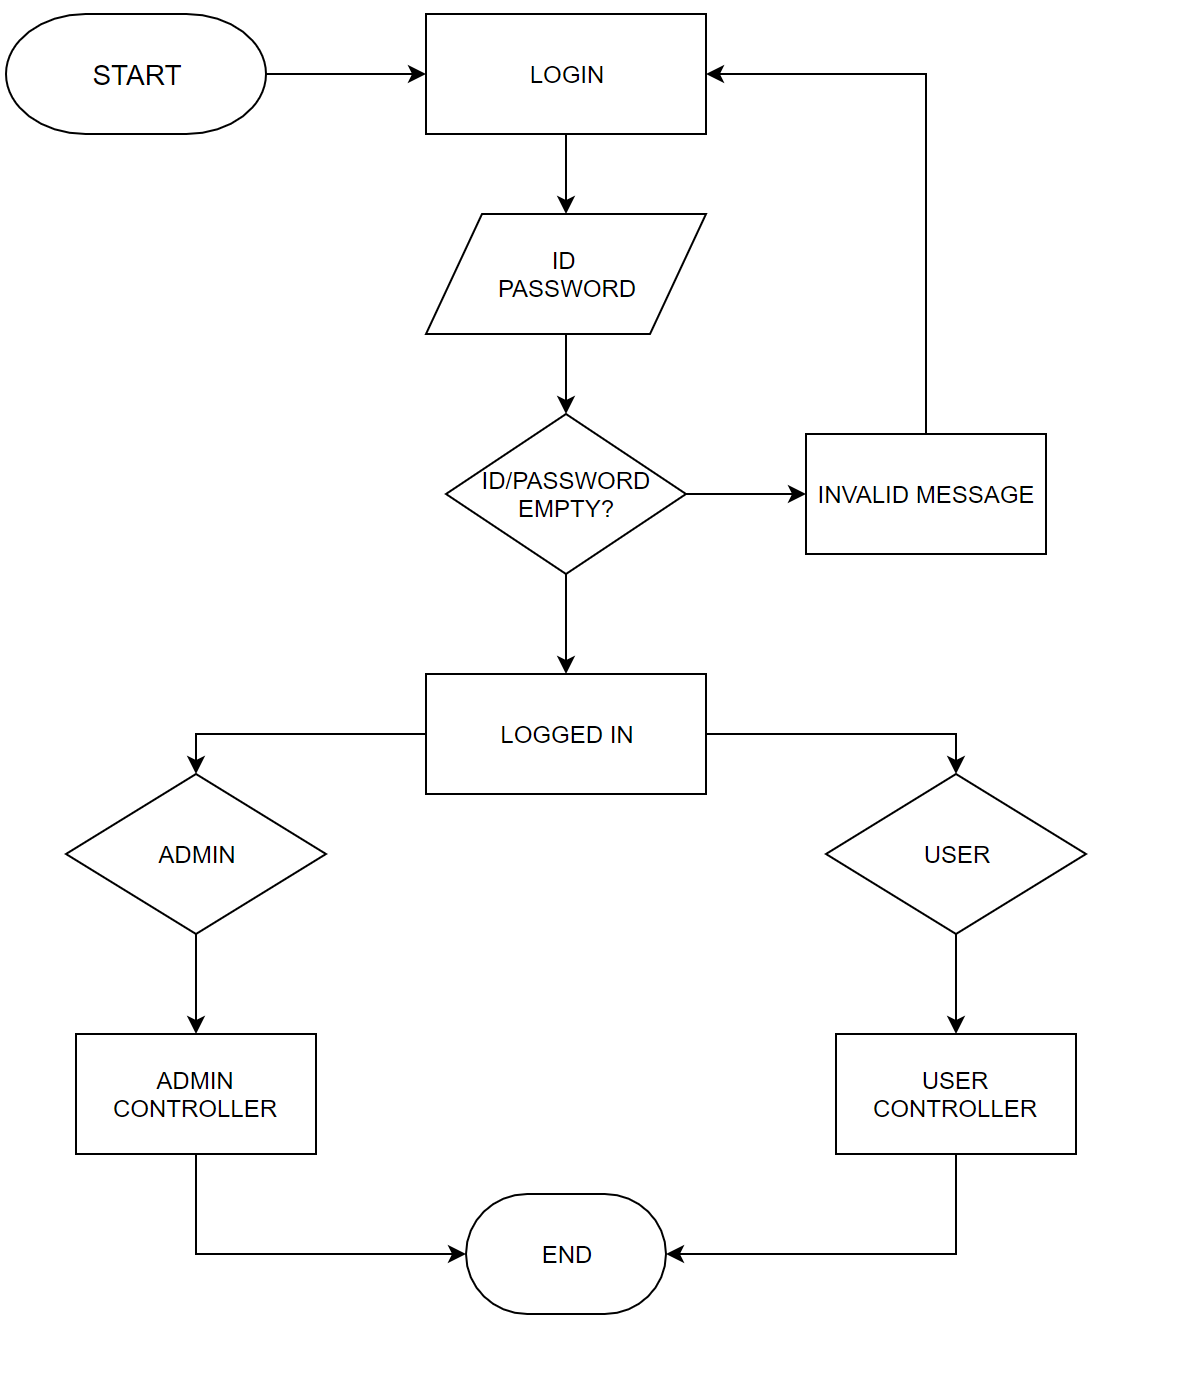 START
LOGIN
ID
PASSWORD
ID/PASSWORD
EMPTY?
INVALID MESSAGE
LOGGED IN
ADMIN
USER
ADMIN
CONTROLLER
USER
CONTROLLER
END